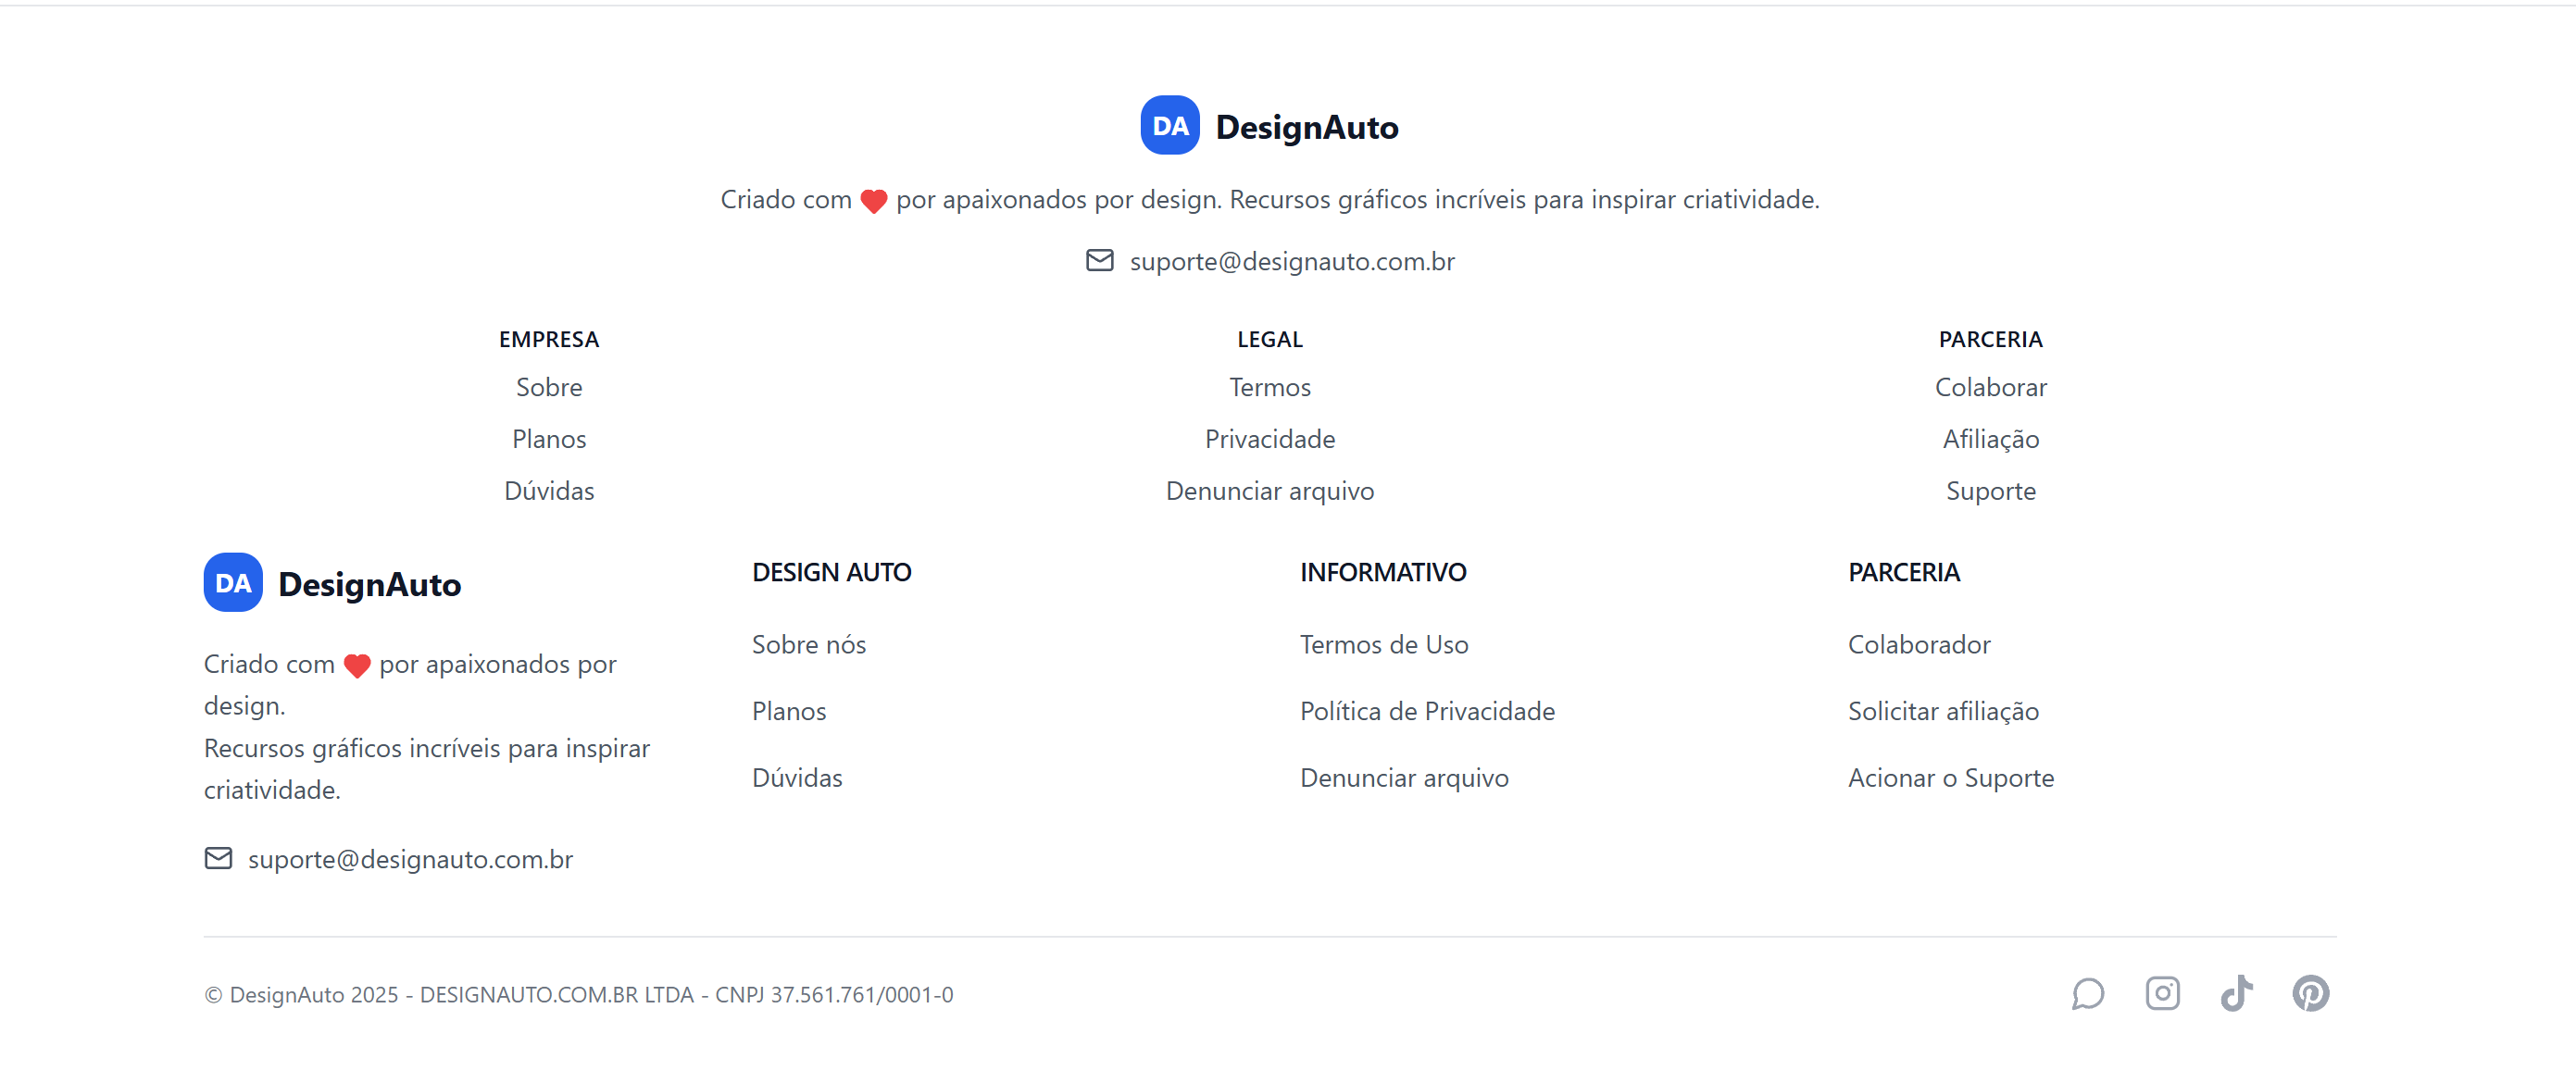 DA DesignAuto
Criado com ❤ por apaixonados por design. Recursos gráficos incríveis para inspirar criatividade.
suporte@designauto.com.br
EMPRESA
Sobre
Planos
Dúvidas
LEGAL
Termos
Privacidade
Denunciar arquivo
PARCERIA
Colaborar
Afiliação
Suporte
DA DesignAuto
Criado com ❤ por apaixonados por
design.
Recursos gráficos incríveis para inspirar
criatividade.
suporte@designauto.com.br
DESIGN AUTO
Sobre nós
Planos
Dúvidas
INFORMATIVO
Termos de Uso
Política de Privacidade
Denunciar arquivo
PARCERIA
Colaborador
Solicitar afiliação
Acionar o Suporte
© DesignAuto 2025 - DESIGNAUTO.COM.BR LTDA - CNPJ 37.561.761/0001-0